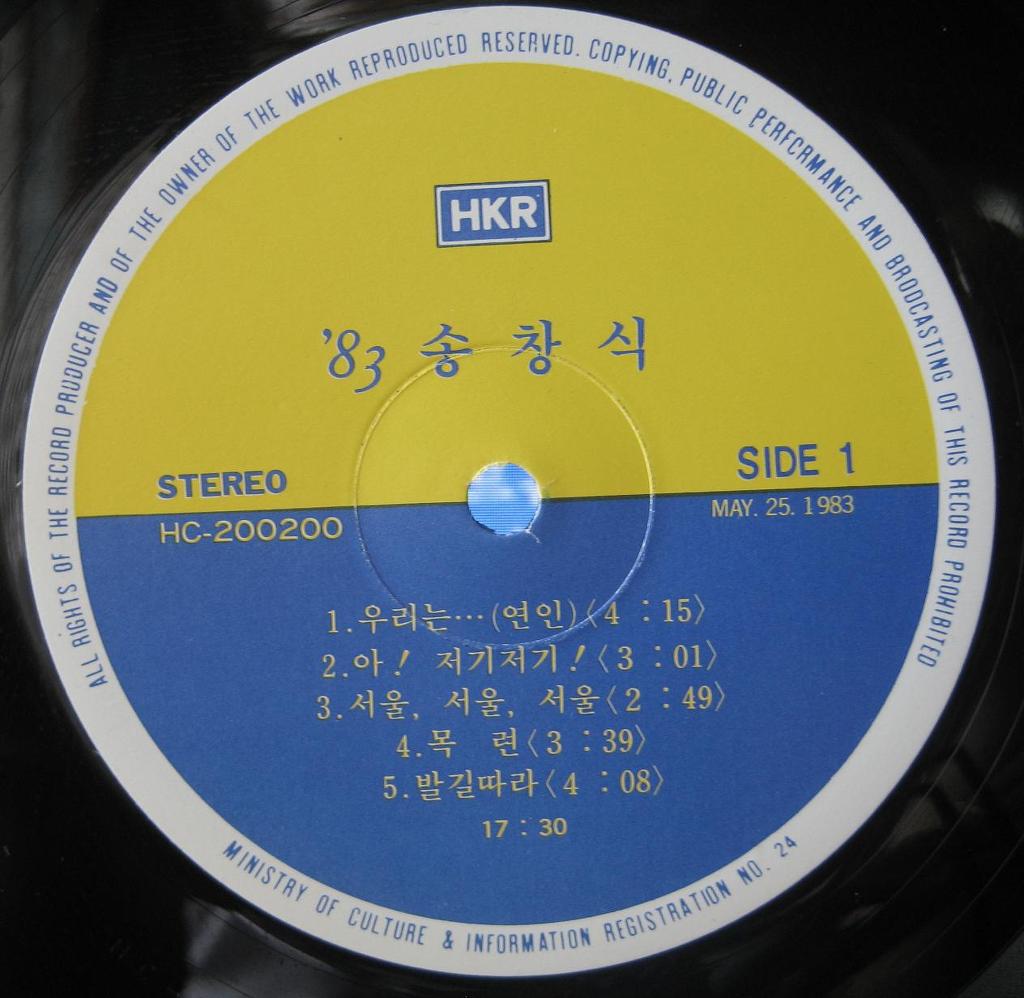 ALL RIGHTS OF THE RECORD PRUDUCER AND OF THE OWNER OF THE WORK REPRODUCED RESERVED. COPYING, PUBLIC PERFCRMANCE AND BRODCASTING OF THIS RECORD PROHIBITED
HKR
'83 송 창 식
STEREO
SIDE 1
HC-200200
MAY. 25. 1983
1.우리는…(연인)〈4 : 15〉
2.아! 저기저기!〈3 : 01〉
3.서울, 서울, 서울〈2 : 49〉
4.목 련〈3 : 39〉
5.발길따라〈4 : 08〉
17 : 30
MINISTRY OF CULTURE & INFORMATION REGISTRATION NO. 24